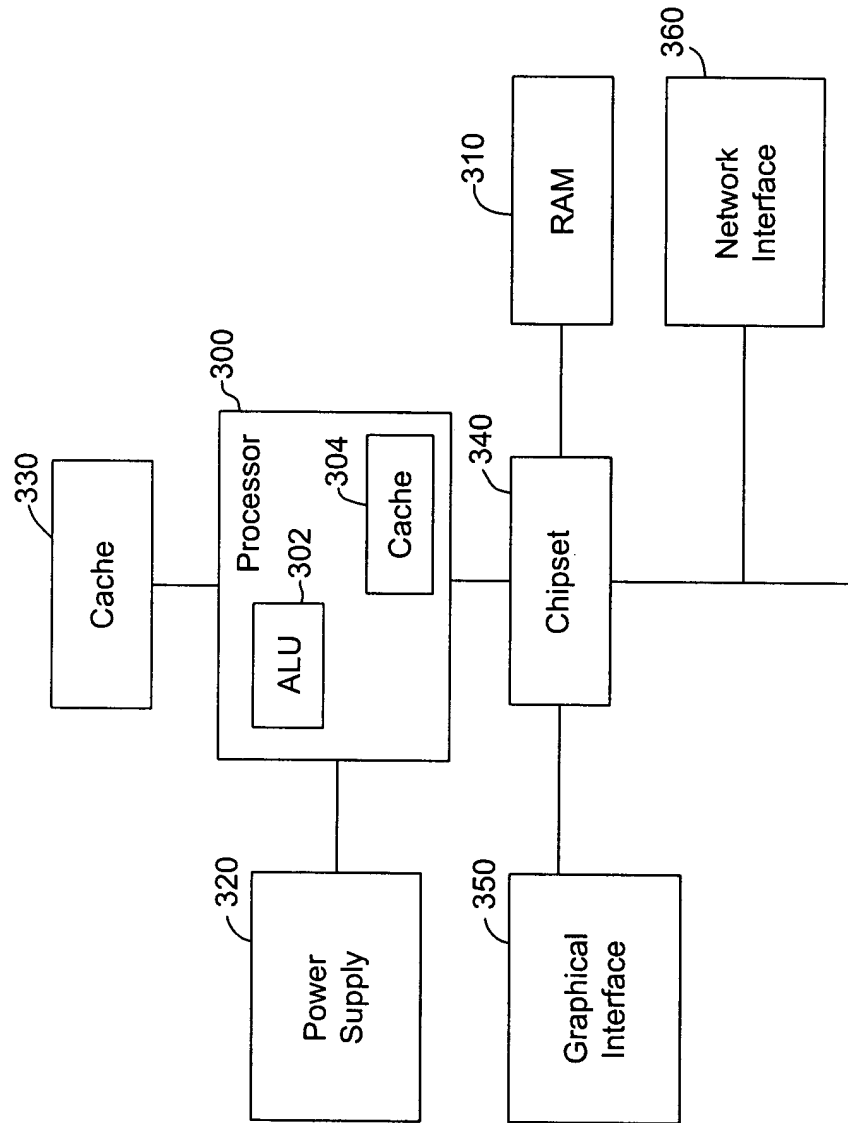 330
Cache
300
Processor
302
ALU
304
Cache
320
Power
Supply
340
Chipset
310
RAM
350
Graphical
Interface
360
Network
Interface